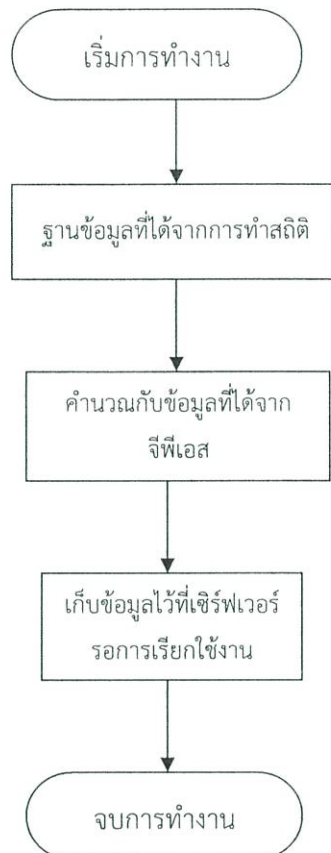 เริ่มการทำงาน
ฐานข้อมูลที่ได้จากการทำสถิติ
คำนวณกับข้อมูลที่ได้จาก
จีพีเอส
เก็บข้อมูลไว้ที่เซิร์ฟเวอร์
รอการเรียกใช้งาน
จบการทำงาน